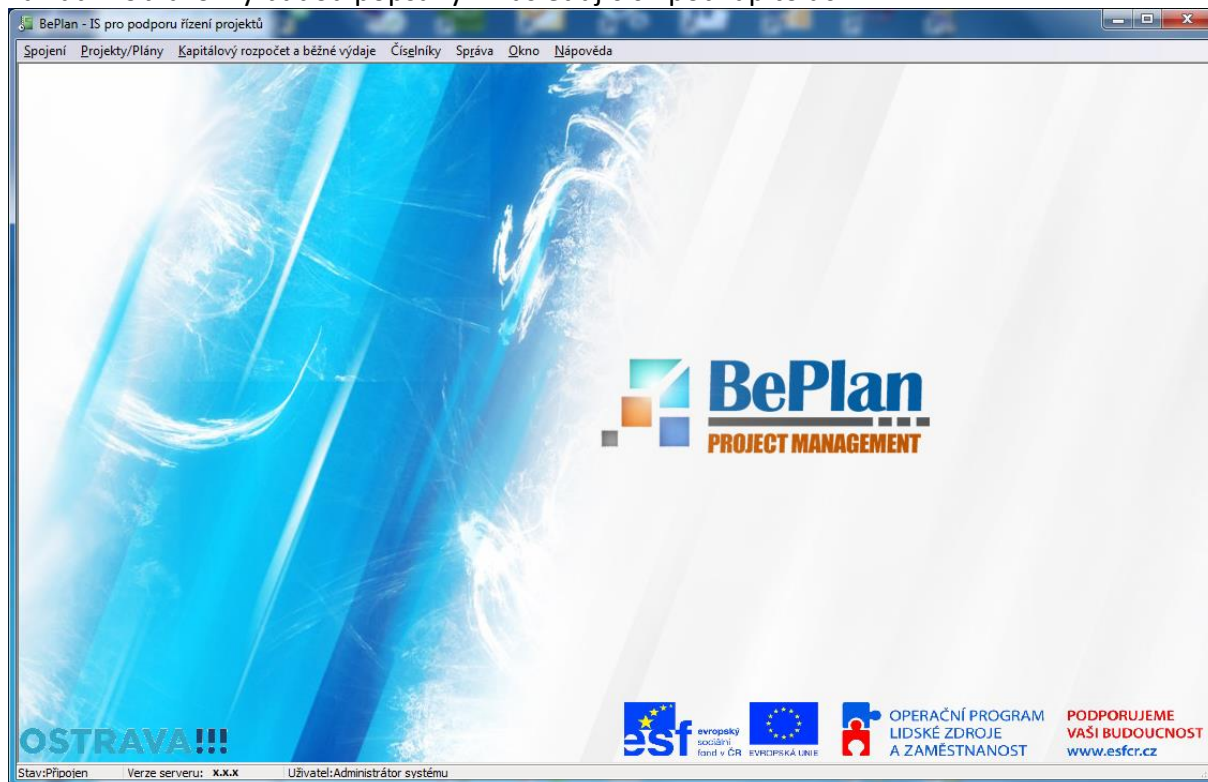 BePlan - IS pro podporu řízení projektů
Spojení Projekty/Plány Kapitálový rozpočet a běžné výdaje Číselníky Správa Okno Nápověda
BePlan
PROJECT MANAGEMENT
OSTRAVA!!!
esf evropský sociální fond v ČR
EVROPSKÁ UNIE
OPERAČNÍ PROGRAM
LIDSKÉ ZDROJE
A ZAMĚSTNANOST
PODPORUJEME
VAŠI BUDOUCNOST
www.esfcr.cz
Stav:Připojen Verze serveru: x.x.x Uživatel:Administrátor systému